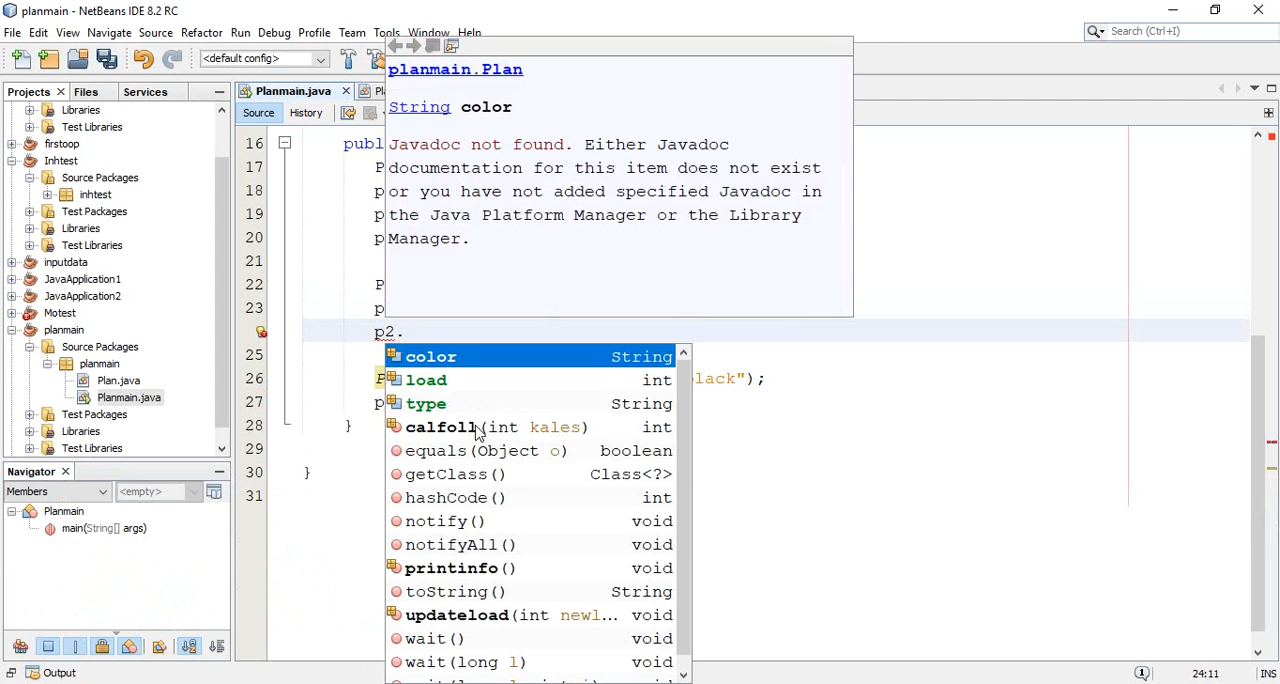 planmain - NetBeans IDE 8.2 RC
File Edit View Navigate Source Refactor Run Debug Profile Team Tools Window Help
Search (Ctrl+I)
<default config>
Projects Files Services
Libraries
Test Libraries
firstoop
Inhtest
Source Packages
inhtest
Test Packages
Libraries
Test Libraries
inputdata
JavaApplication1
JavaApplication2
Motest
planmain
Source Packages
planmain
Plan.java
Planmain.java
Test Packages
Libraries
Test Libraries
Navigator
Members <empty>
Planmain
main(String[] args)
Output
Planmain.java
Source History
16 publ
17 P
18 p
19 p
20 p
21
22 P
23 p
p2.
25
26 P lack");
27 p
28 }
29
30 }
31
planmain.Plan
String color
Javadoc not found. Either Javadoc
documentation for this item does not exist
or you have not added specified Javadoc in
the Java Platform Manager or the Library
Manager.
color String
load int
type String
calfoll(int kales) int
equals(Object o) boolean
getClass() Class<?>
hashCode() int
notify() void
notifyAll() void
printinfo() void
toString() String
updateload(int newl... void
wait() void
wait(long l) void
24:11 INS